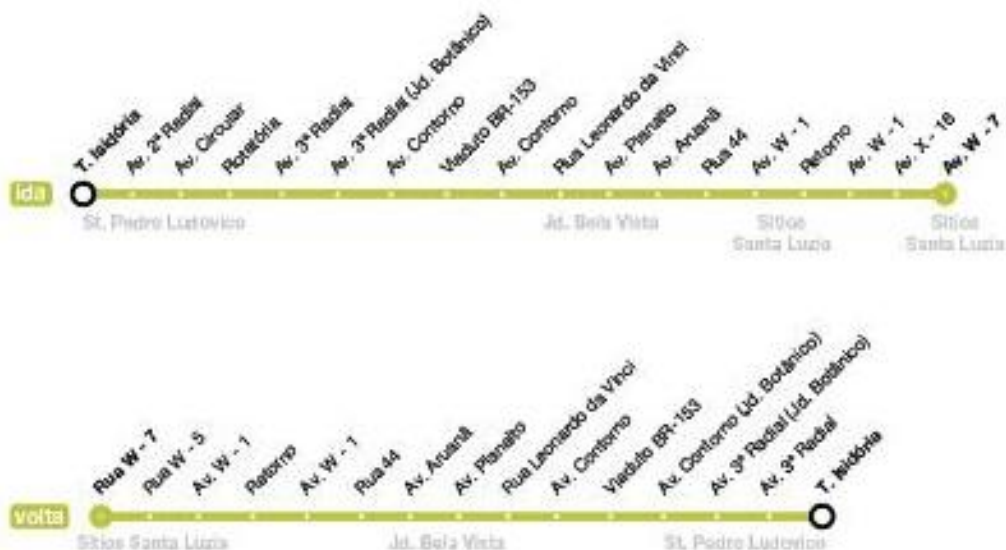 T. Isidória
Av. 2ª Radial
Av. Circular
Rotatória
Av. 3ª Radial
Av. 3ª Radial (Jd. Botânico)
Av. Contorno
Viaduto BR-153
Av. Contorno
Rua Leonardo da Vinci
Av. Planalto
Av. Aruanã
Rua 44
Av. W - 1
Retorno
Av. W - 1
Av. X - 16
Av. W - 7
ida
St. Pedro Ludovico
Jd. Bela Vista
Sítios
Santa Luzia
Sítios
Santa Luzia
Rua W - 7
Rua W - 5
Av. W - 1
Retorno
Av. W - 1
Rua 44
Av. Aruanã
Av. Planalto
Rua Leonardo da Vinci
Av. Contorno
Viaduto BR-153
Av. Contorno (Jd. Botânico)
Av. 3ª Radial (Jd. Botânico)
Av. 3ª Radial
T. Isidória
volta
Sítios Santa Luzia
Jd. Bela Vista
St. Pedro Ludovico